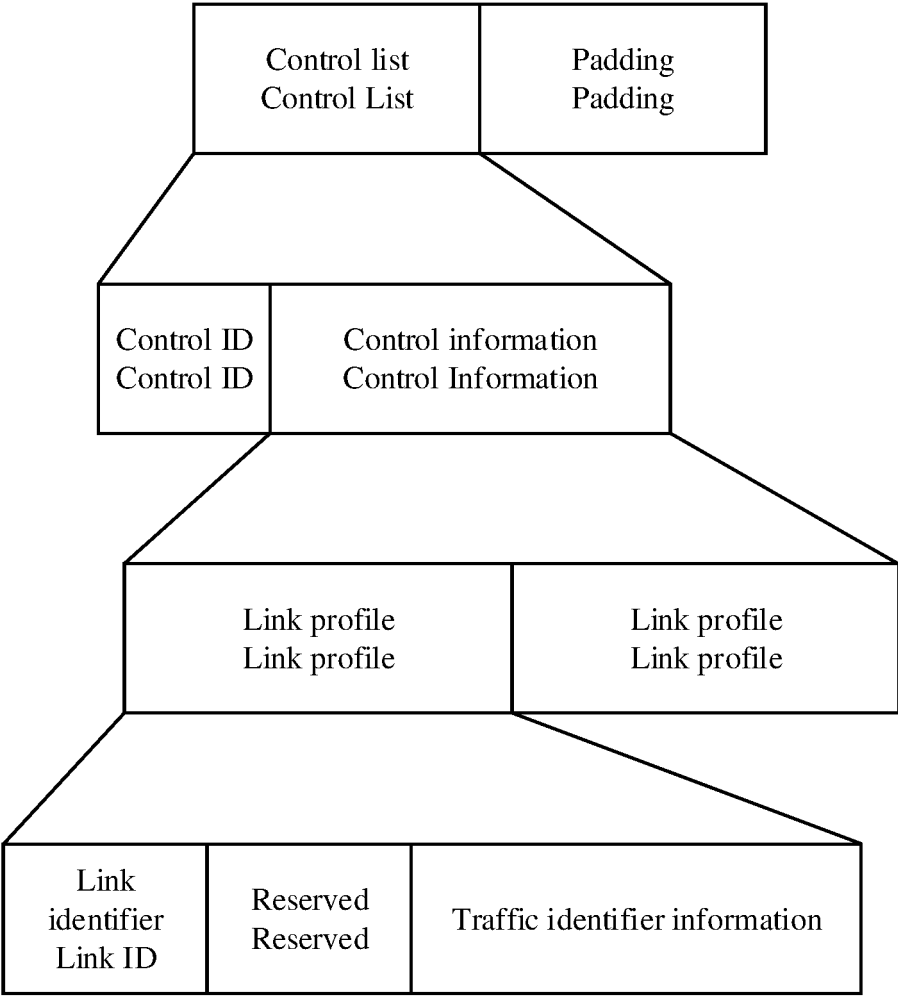 Control list
Control List
Padding
Padding
Control ID
Control ID
Control information
Control Information
Link profile
Link profile
Link profile
Link profile
Link
identifier
Link ID
Reserved
Reserved
Traffic identifier information